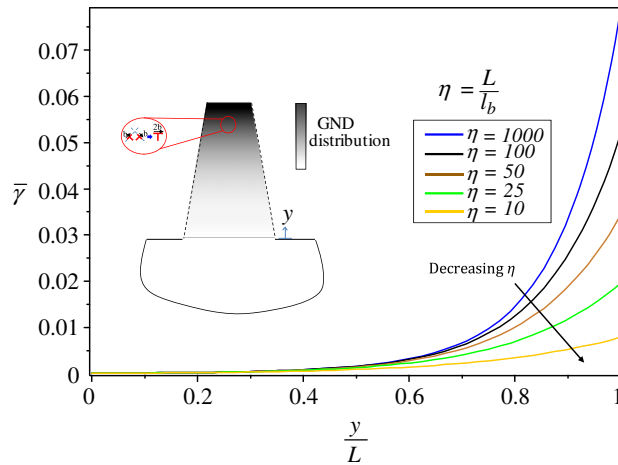 0.07
0.06
0.05
0.04
0.03
0.02
0.01
0
γ̅
GND
distribution
y
η = L/l_b
η = 1000
η = 100
η = 50
η = 25
η = 10
Decreasing η
0 0.2 0.4 0.6 0.8 1
y/L